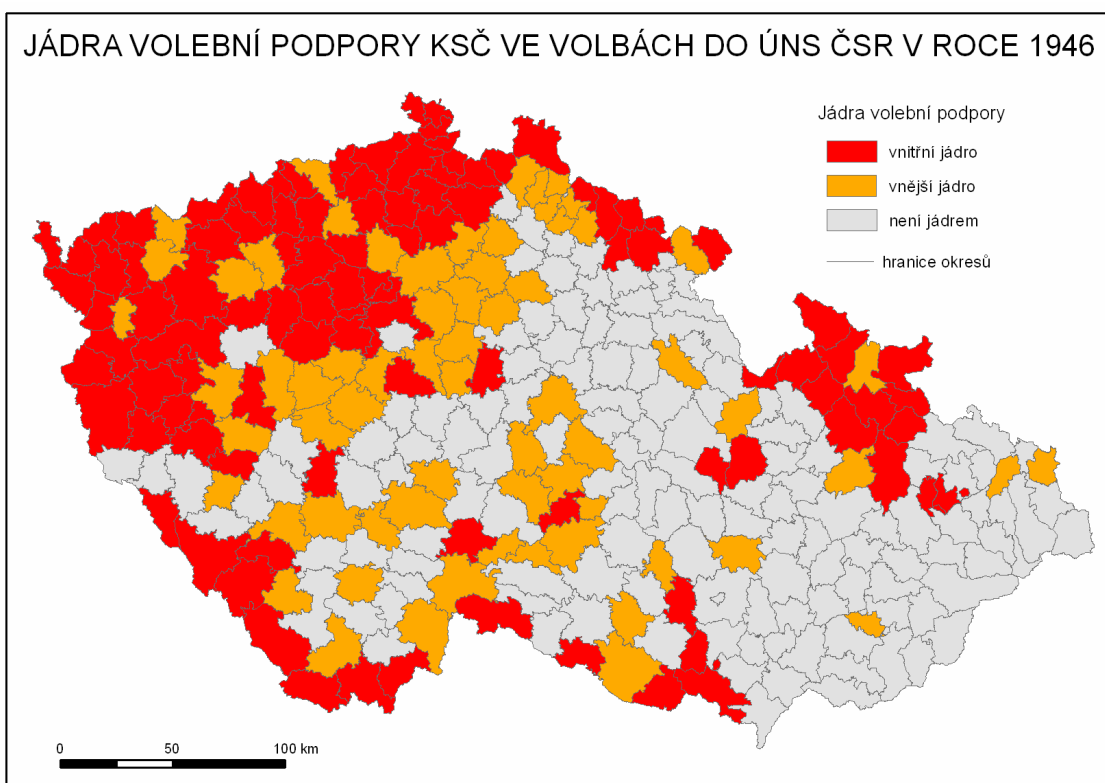 JÁDRA VOLEBNÍ PODPORY KSČ VE VOLBÁCH DO ÚNS ČSR V ROCE 1946
Jádra volební podpory
vnitřní jádro
vnější jádro
není jádrem
hranice okresů
0 50 100 km